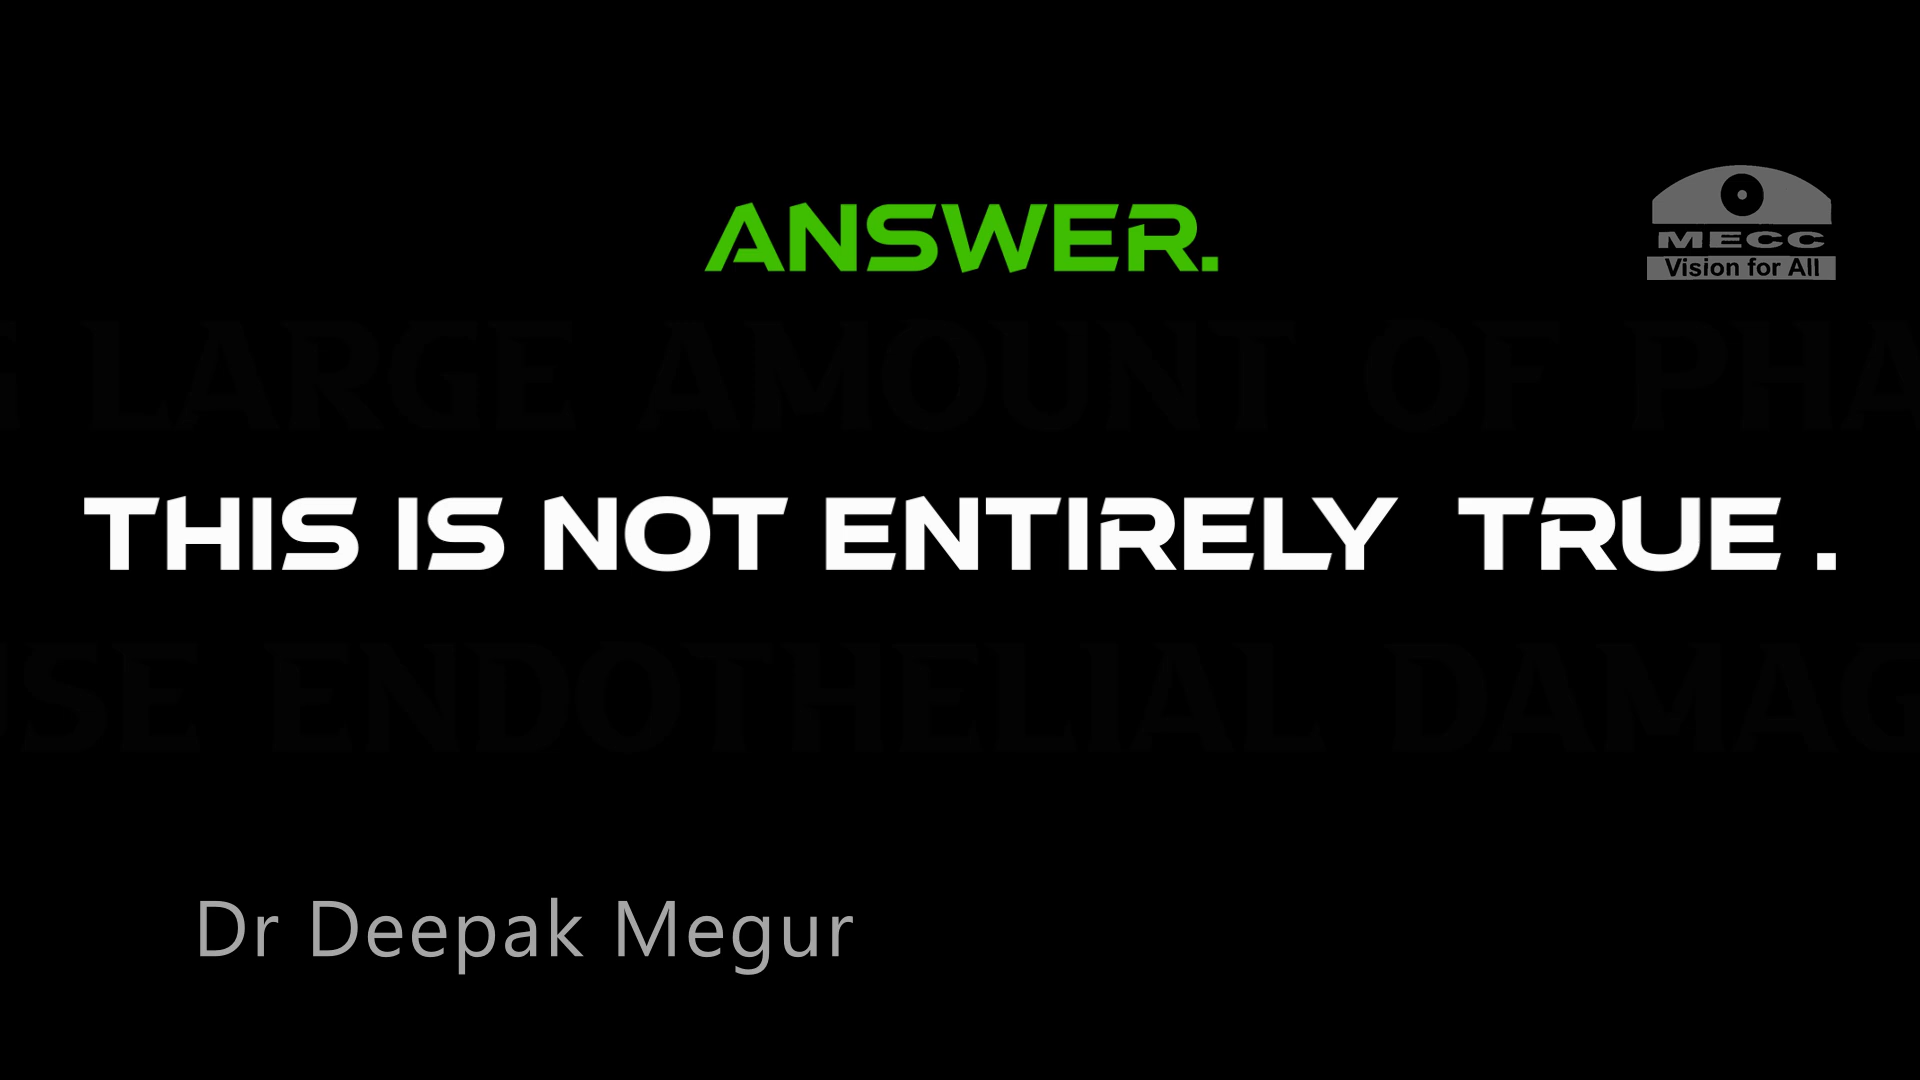 ANSWER.
MECC
Vision for All
LARGE AMOUNT OF
THIS IS NOT ENTIRELY TRUE .
ENDOTHELIAL
Dr Deepak Megur